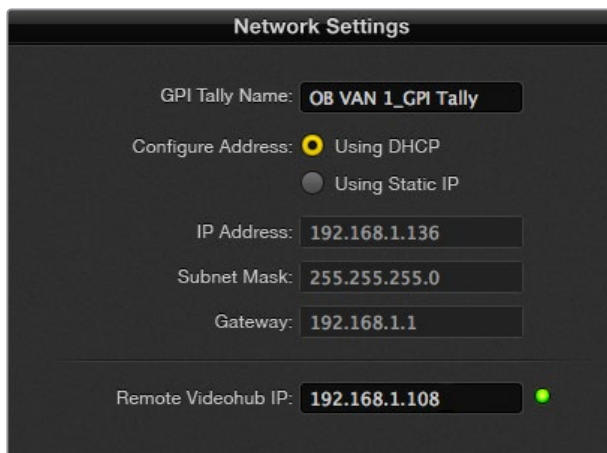 Network Settings
GPI Tally Name: OB VAN 1_GPI Tally
Configure Address: Using DHCP
Using Static IP
IP Address: 192.168.1.136
Subnet Mask: 255.255.255.0
Gateway: 192.168.1.1
Remote Videohub IP: 192.168.1.108